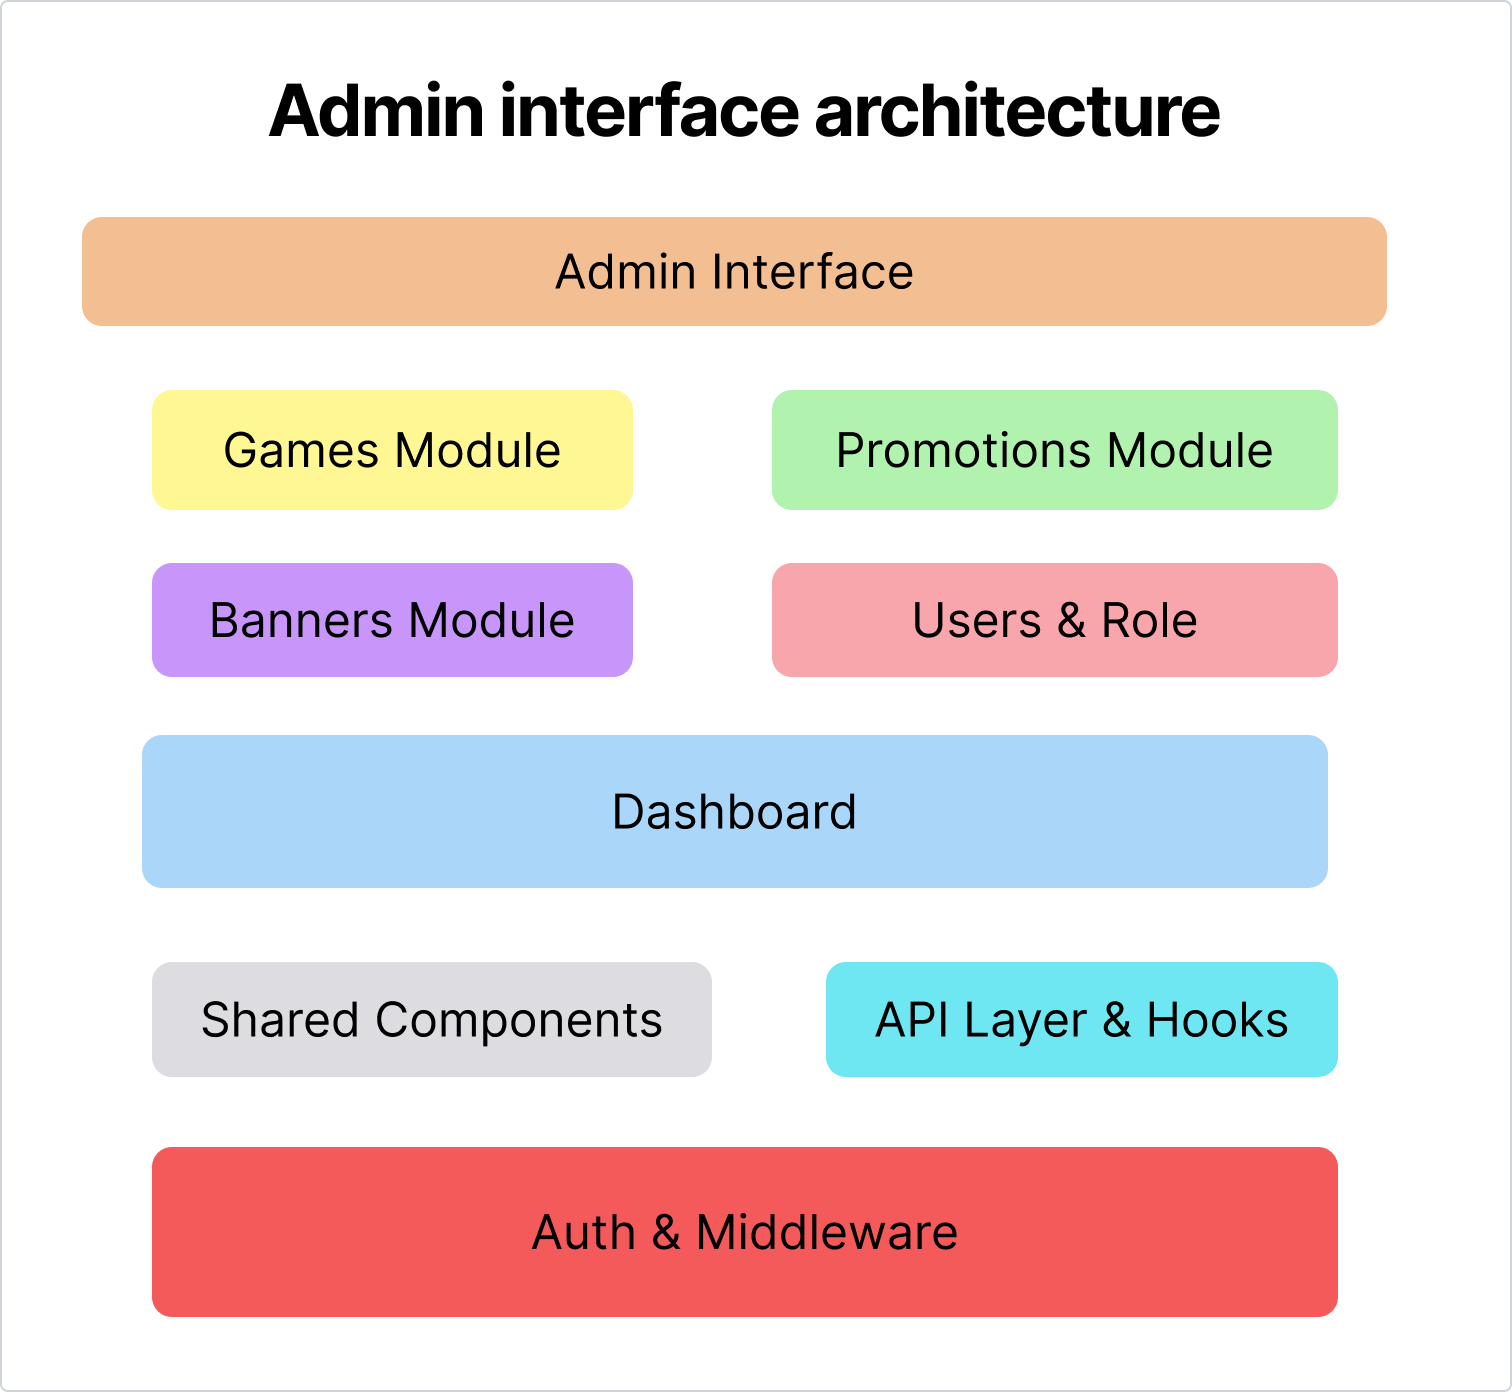 Admin interface architecture
Admin Interface
Games Module
Promotions Module
Banners Module
Users & Role
Dashboard
Shared Components
API Layer & Hooks
Auth & Middleware